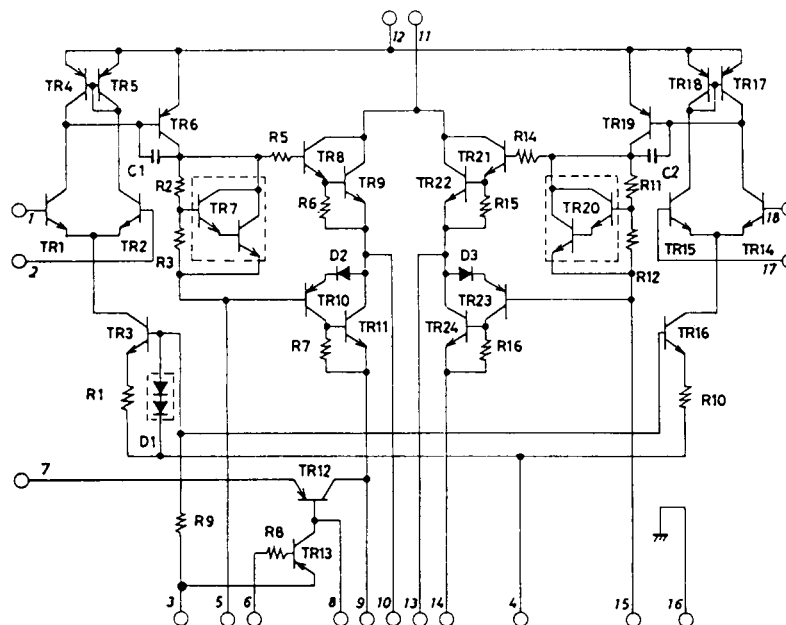 12 11
TR4 TR5 TR18 TR17
TR6 TR19
R5 R14
C1 TR8 TR21 C2
R2 TR9 TR22 R11
TR7 R6 R15 TR20
1 18
TR1 TR2 TR15 TR14
R3 D2 D3 R12
2 17
TR10 TR23
TR3 TR11 TR24 TR16
R7 R16
R1 R10
D1
7 TR12
R9 R8
TR13
3 5 6 8 9 10 13 14 4 15 16